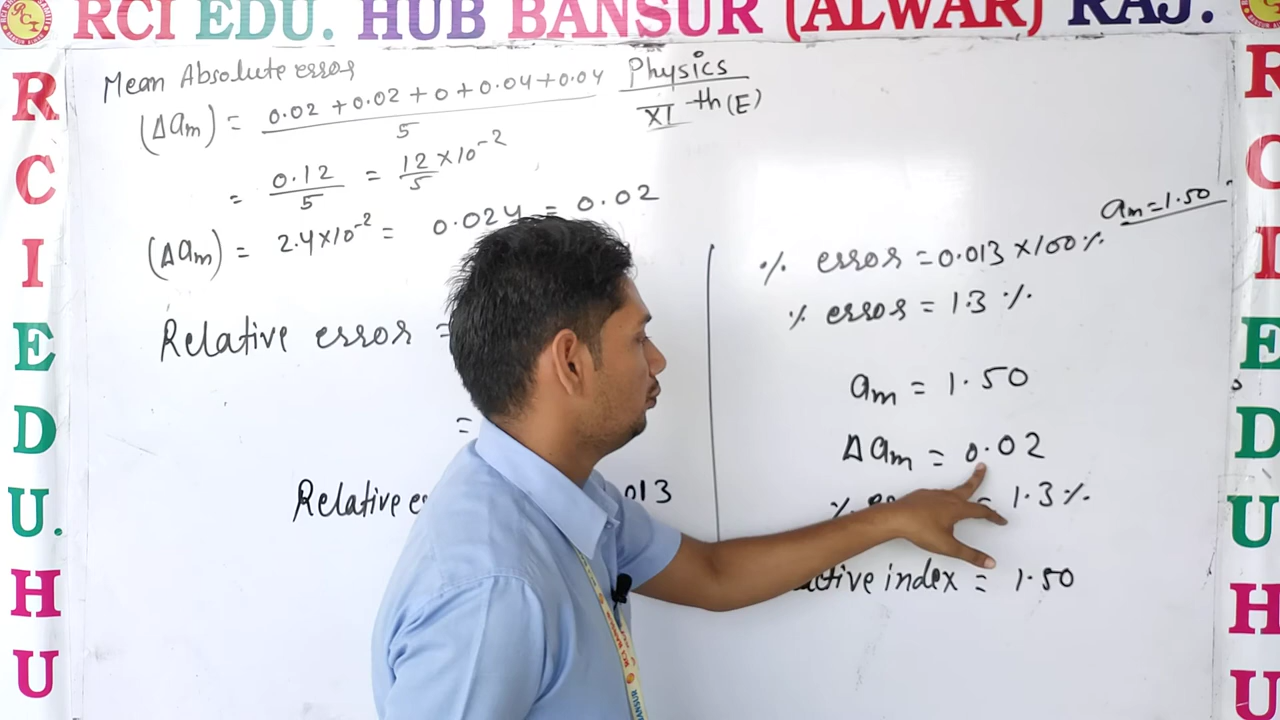 RCI EDU. HUB BANSUR (ALWAR) RAJ.
R
C
I
E
D
U.
H
U
Mean Absolute error
(Δam) = 0.02 + 0.02 + 0 + 0.04 + 0.04
5
= 0.12/5 = 12/5 × 10⁻²
(Δam) = 2.4 × 10⁻² = 0.024 = 0.02
Relative error =
=
Relative
013
Physics
XI th (E)
am = 1.50
% error = 0.013 × 100%
% error = 1.3 %
am = 1.50
Δam = 0.02
% = 1.3 %
index = 1.50
R
C
I
E
D
U
H
U